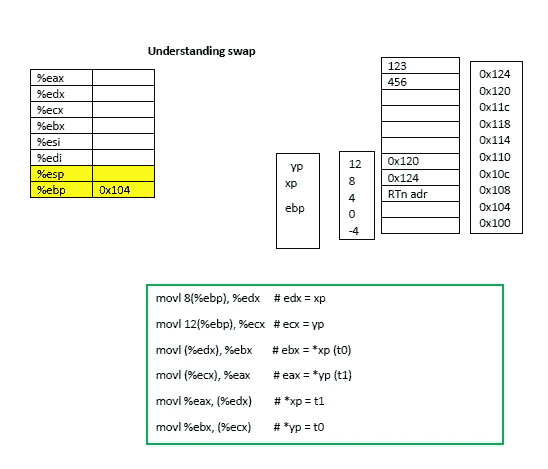 Understanding swap
%eax
%edx
%ecx
%ebx
%esi
%edi
%esp
%ebp 0x104
yp
xp
ebp
12
8
4
0
-4
123
456
0x120
0x124
RTn adr
0x124
0x120
0x11c
0x118
0x114
0x110
0x10c
0x108
0x104
0x100
movl 8(%ebp), %edx # edx = xp
movl 12(%ebp), %ecx # ecx = yp
movl (%edx), %ebx # ebx = *xp (t0)
movl (%ecx), %eax # eax = *yp (t1)
movl %eax, (%edx) # *xp = t1
movl %ebx, (%ecx) # *yp = t0